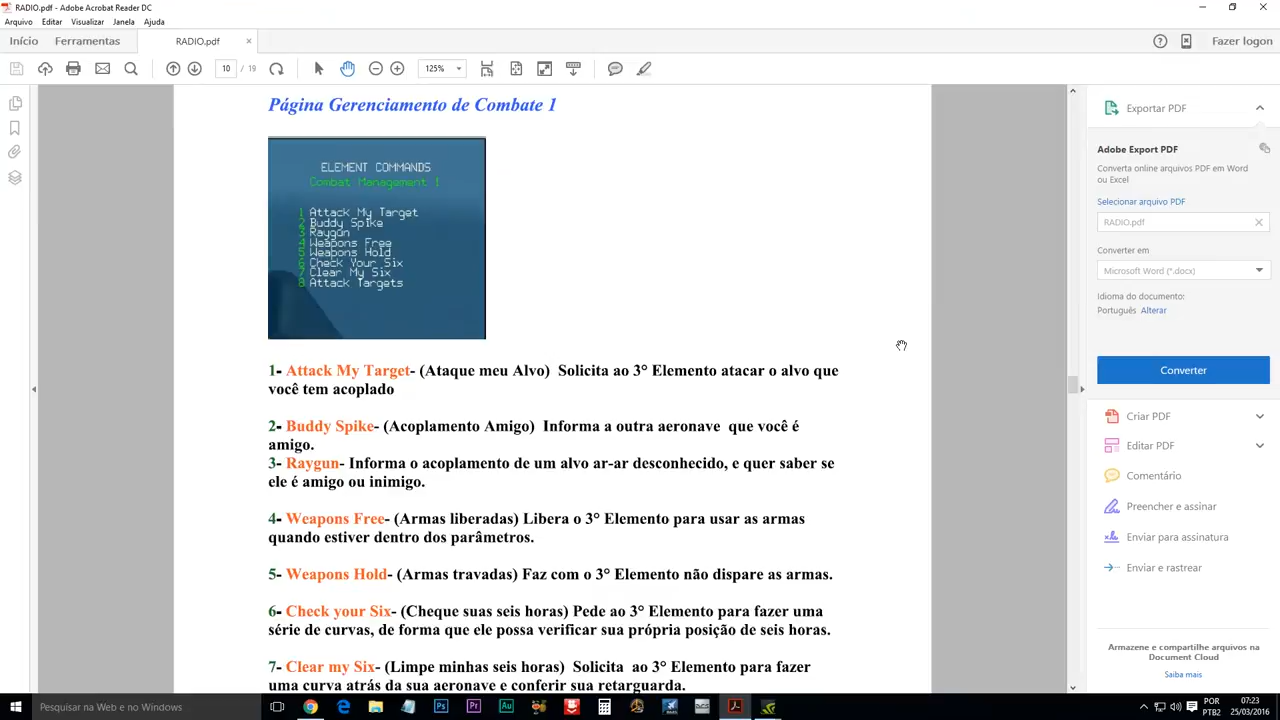 RADIO.pdf - Adobe Acrobat Reader DC
Arquivo Editar Visualizar Janela Ajuda
Início Ferramentas RADIO.pdf × Fazer logon
10 / 19 125%
Página Gerenciamento de Combate 1
ELEMENT COMMANDS
Combat Management 1
1 Attack My Target
2 Buddy Spike
3 Raygun
4 Weapons Free
5 Weapons Hold
6 Check Your Six
7 Clear My Six
8 Attack Targets
1- Attack My Target- (Ataque meu Alvo) Solicita ao 3° Elemento atacar o alvo que
você tem acoplado
2- Buddy Spike- (Acoplamento Amigo) Informa a outra aeronave que você é
amigo.
3- Raygun- Informa o acoplamento de um alvo ar-ar desconhecido, e quer saber se
ele é amigo ou inimigo.
4- Weapons Free- (Armas liberadas) Libera o 3° Elemento para usar as armas
quando estiver dentro dos parâmetros.
5- Weapons Hold- (Armas travadas) Faz com o 3° Elemento não dispare as armas.
6- Check your Six- (Cheque suas seis horas) Pede ao 3° Elemento para fazer uma
série de curvas, de forma que ele possa verificar sua própria posição de seis horas.
7- Clear my Six- (Limpe minhas seis horas) Solicita ao 3° Elemento para fazer
uma curva atrás da sua aeronave e conferir sua retarguarda.
Exportar PDF
Adobe Export PDF
Converta online arquivos PDF em Word
ou Excel
Selecionar arquivo PDF
RADIO.pdf
Converter em
Microsoft Word (*.docx)
Idioma do documento:
Português Alterar
Converter
Criar PDF
Editar PDF
Comentário
Preencher e assinar
Enviar para assinatura
Enviar e rastrear
Armazene e compartilhe arquivos na
Document Cloud
Saiba mais
Pesquisar na Web e no Windows
POR 07:23
PTB2 25/03/2016